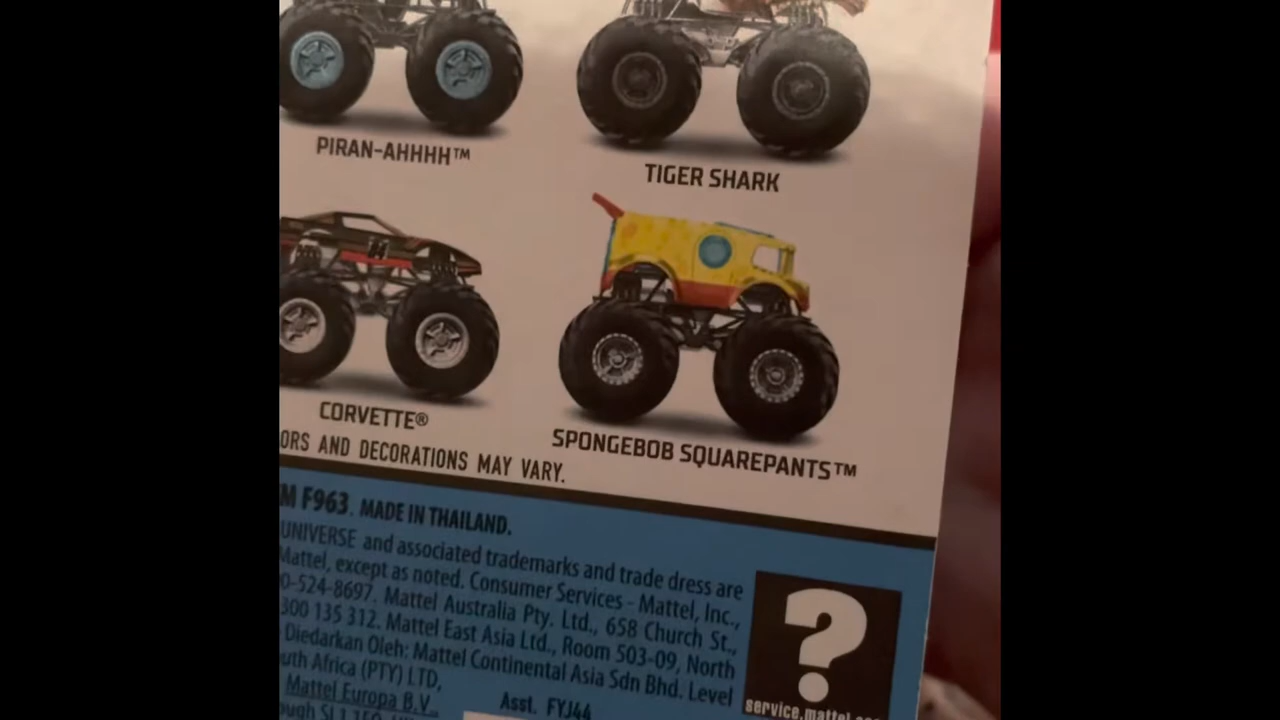 PIRAN-AHHHH™
TIGER SHARK
CORVETTE®
SPONGEBOB SQUAREPANTS™
ORS AND DECORATIONS MAY VARY.
M F963. MADE IN THAILAND.
UNIVERSE and associated trademarks and trade dress are
Mattel, except as noted. Consumer Services - Mattel, Inc.,
0-524-8697. Mattel Australia Pty. Ltd., 658 Church St.,
300 135 312. Mattel East Asia Ltd., Room 503-09, North
Diedarkan Oleh: Mattel Continental Asia Sdn Bhd. Level
uth Africa (PTY) LTD,
Mattel Europa B.V.,
Asst. FYJ44
?
service.mattel